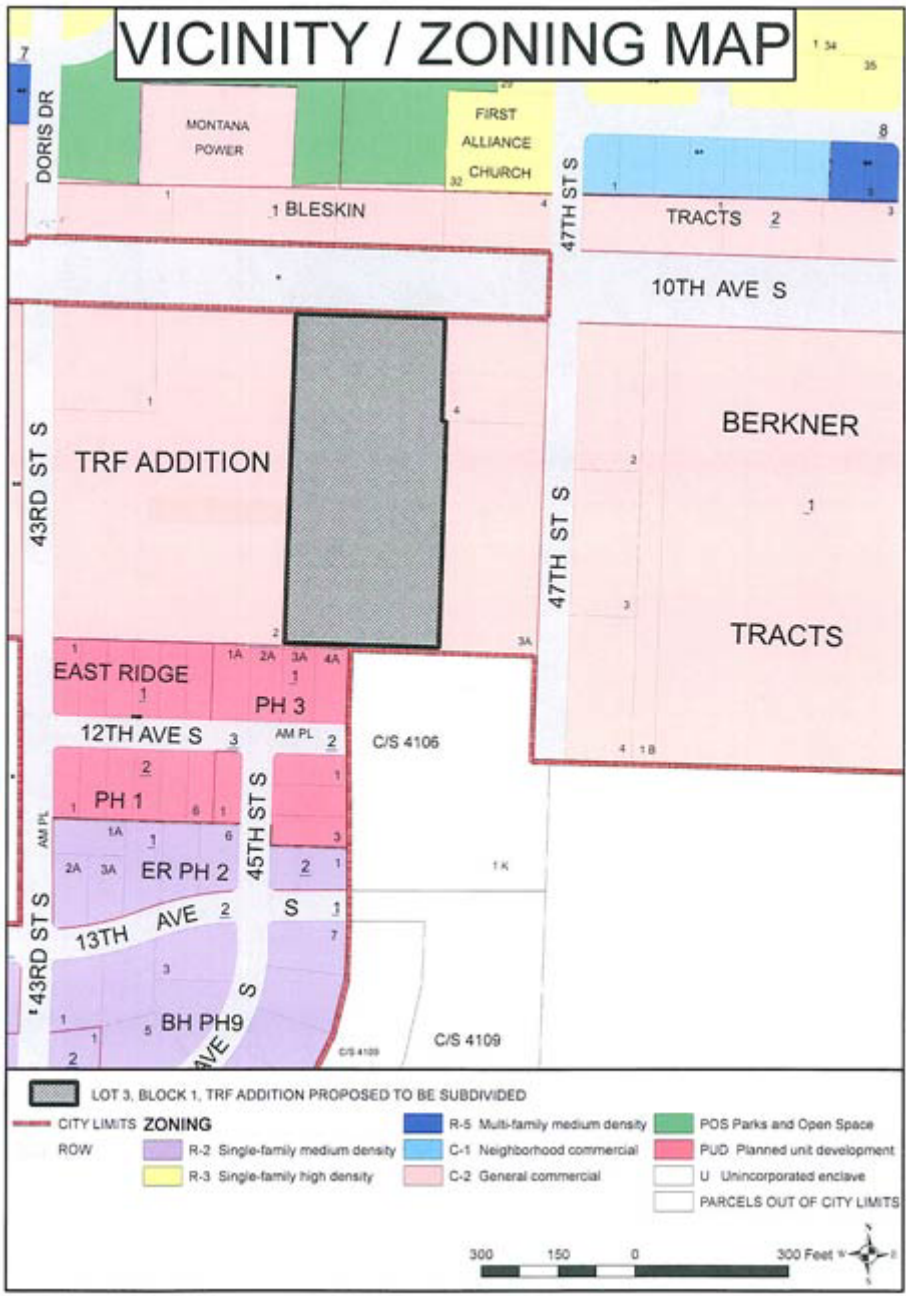 VICINITY / ZONING MAP
7
1 34
35
29
DORIS DR
MONTANA
POWER
FIRST
ALLIANCE
CHURCH
32
8
47TH ST S
1
1 BLESKIN
4
1
1
TRACTS 2
3
10TH AVE S
1
TRF ADDITION
43RD ST S
4
47TH ST S
2
BERKNER
1
3
TRACTS
2
3A
4 1B
1
1A 2A 3A 4A
EAST RIDGE
1
1
PH 3
12TH AVE S 3
AM PL 2
C/S 4106
2
1
PH 1
1
6 1
45TH ST S
3
AM PL
1A
1
6
2A 3A
ER PH 2
2
1
1 K
13TH AVE 2 S 1
43RD ST S
7
3
BH PH9
AVE S
1
5
1
2
C/S 4109
C/S 4109
LOT 3, BLOCK 1, TRF ADDITION PROPOSED TO BE SUBDIVIDED
CITY LIMITS
ROW
ZONING
R-2 Single-family medium density
R-3 Single-family high density
R-5 Multi-family medium density
C-1 Neighborhood commercial
C-2 General commercial
POS Parks and Open Space
PUD Planned unit development
U Unincorporated enclave
PARCELS OUT OF CITY LIMITS
300 150 0 300 Feet
N
W E
S